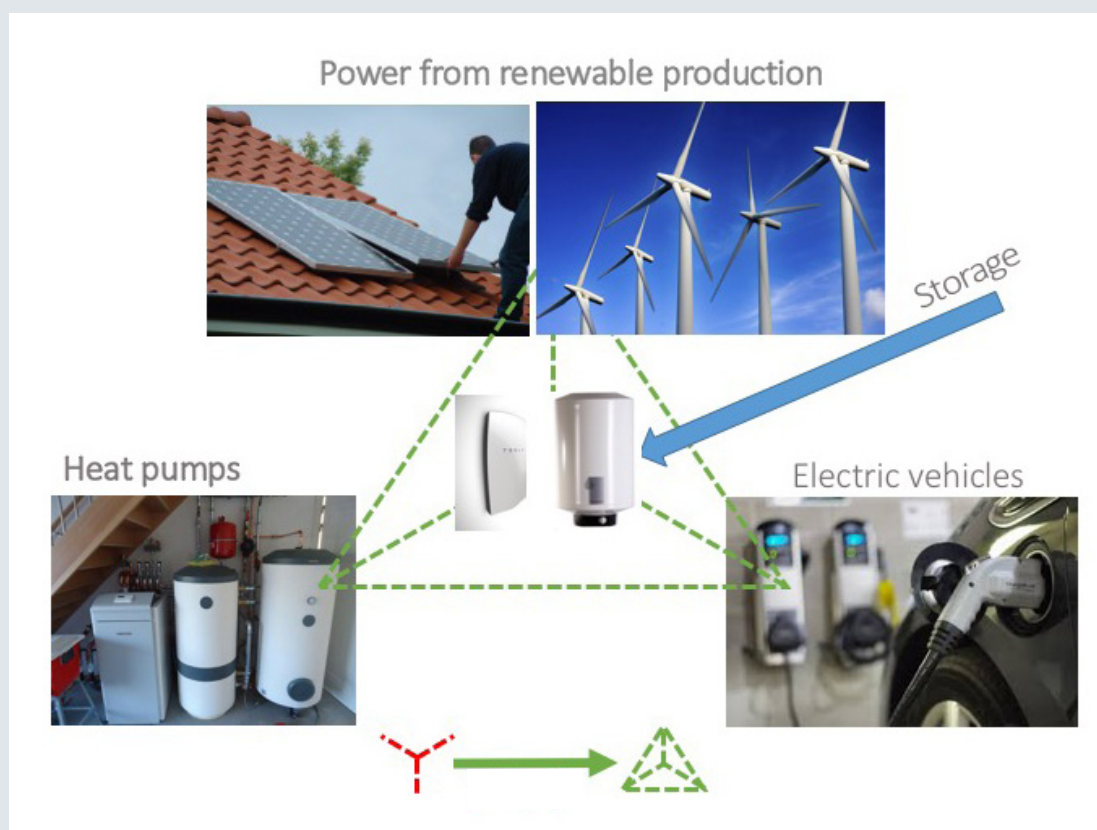 Power from renewable production
Storage
Heat pumps
Electric vehicles